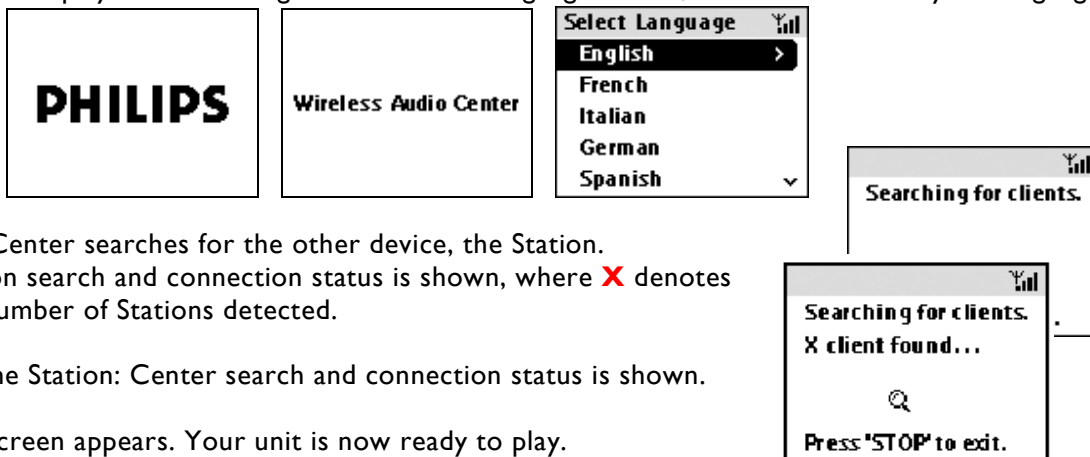 PHILIPS
Wireless Audio Center
Select Language
English >
French
Italian
German
Spanish
Searching for clients.
Center searches for the other device, the Station.
on search and connection status is shown, where X denotes
umber of Stations detected.
he Station: Center search and connection status is shown.
creen appears. Your unit is now ready to play.
Searching for clients.
X client found...
Press 'STOP' to exit.